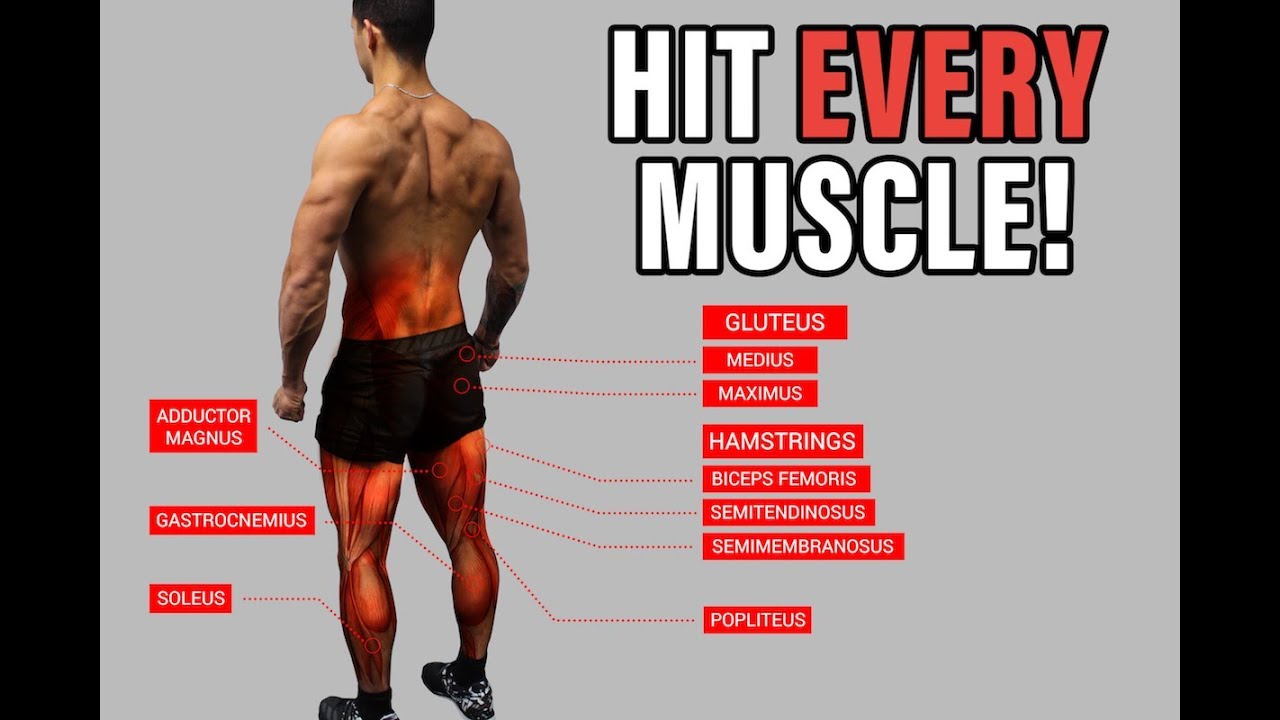 HIT EVERY
MUSCLE!
GLUTEUS
MEDIUS
MAXIMUS
ADDUCTOR
MAGNUS
HAMSTRINGS
BICEPS FEMORIS
SEMITENDINOSUS
GASTROCNEMIUS
SEMIMEMBRANOSUS
SOLEUS
POPLITEUS